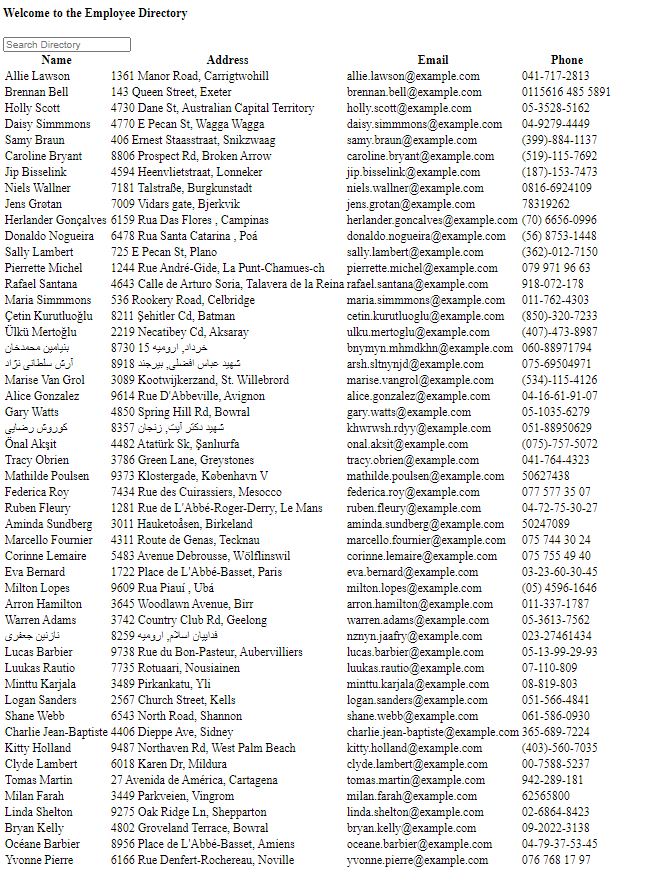 Welcome to the Employee Directory
Search Directory
Name Address Email Phone
Allie Lawson 1361 Manor Road, Carrigtwohill allie.lawson@example.com 041-717-2813
Brennan Bell 143 Queen Street, Exeter brennan.bell@example.com 0115616 485 5891
Holly Scott 4730 Dane St, Australian Capital Territory holly.scott@example.com 05-3528-5162
Daisy Simmmons 4770 E Pecan St, Wagga Wagga daisy.simmmons@example.com 04-9279-4449
Samy Braun 406 Ernest Staasstraat, Snikzwaag samy.braun@example.com (399)-884-1137
Caroline Bryant 8806 Prospect Rd, Broken Arrow caroline.bryant@example.com (519)-115-7692
Jip Bisselink 4594 Heenvlietstraat, Lonneker jip.bisselink@example.com (187)-153-7473
Niels Wallner 7181 Talstraße, Burgkunstadt niels.wallner@example.com 0816-6924109
Jens Grøtan 7009 Vidars gate, Bjerkvik jens.grotan@example.com 78319262
Herlander Gonçalves 6159 Rua Das Flores , Campinas herlander.goncalves@example.com (70) 6656-0996
Donaldo Nogueira 6478 Rua Santa Catarina , Poá donaldo.nogueira@example.com (56) 8753-1448
Sally Lambert 725 E Pecan St, Plano sally.lambert@example.com (362)-012-7150
Pierrette Michel 1244 Rue André-Gide, La Punt-Chamues-ch pierrette.michel@example.com 079 971 96 63
Rafael Santana 4643 Calle de Arturo Soria, Talavera de la Reina rafael.santana@example.com 918-072-178
Maria Simmmons 536 Rookery Road, Celbridge maria.simmmons@example.com 011-762-4303
Çetin Kurutluoğlu 8211 Şehitler Cd, Batman cetin.kurutluoglu@example.com (850)-320-7233
Ülkü Mertoğlu 2219 Necatibey Cd, Aksaray ulku.mertoglu@example.com (407)-473-8987
بنیامین محمدخان 8730 15 خرداد, ارومیه bnymyn.mhmdkhn@example.com 060-88971794
آرش سلطانی نژاد 8918 شهید عباس افضلی, بیرجند arsh.sltnynjd@example.com 075-69504971
Marise Van Grol 3089 Kootwijkerzand, St. Willebrord marise.vangrol@example.com (534)-115-4126
Alice Gonzalez 9614 Rue D'Abbeville, Avignon alice.gonzalez@example.com 04-16-61-91-07
Gary Watts 4850 Spring Hill Rd, Bowral gary.watts@example.com 05-1035-6279
کوروش رضایی 8357 شهید دکتر آیت, زنجان khwrwsh.rdyy@example.com 051-88950629
Önal Akşit 4482 Atatürk Sk, Şanlıurfa onal.aksit@example.com (075)-757-5072
Tracy Obrien 3786 Green Lane, Greystones tracy.obrien@example.com 041-764-4323
Mathilde Poulsen 9373 Klostergade, København V mathilde.poulsen@example.com 50627438
Federica Roy 7434 Rue des Cuirassiers, Mesocco federica.roy@example.com 077 577 35 07
Ruben Fleury 1281 Rue de L'Abbé-Roger-Derry, Le Mans ruben.fleury@example.com 04-72-75-30-27
Aminda Sundberg 3011 Hauketoåsen, Birkeland aminda.sundberg@example.com 50247089
Marcello Fournier 4311 Route de Genas, Tecknau marcello.fournier@example.com 075 744 30 24
Corinne Lemaire 5483 Avenue Debrousse, Wölflinswil corinne.lemaire@example.com 075 755 49 40
Eva Bernard 1722 Place de L'Abbé-Basset, Paris eva.bernard@example.com 03-23-60-30-45
Milton Lopes 9609 Rua Piauí , Ubá milton.lopes@example.com (05) 4596-1646
Arron Hamilton 3645 Woodlawn Avenue, Birr arron.hamilton@example.com 011-337-1787
Warren Adams 3742 Country Club Rd, Geelong warren.adams@example.com 05-3613-7562
نازنین جعفری 8259 فداییان اسلام, ارومیه nznyn.jaafry@example.com 023-27461434
Lucas Barbier 9738 Rue du Bon-Pasteur, Aubervilliers lucas.barbier@example.com 05-13-99-29-93
Luukas Rautio 7735 Rotuaari, Nousiainen luukas.rautio@example.com 07-110-809
Minttu Karjala 3489 Pirkankatu, Yli minttu.karjala@example.com 08-819-803
Logan Sanders 2567 Church Street, Kells logan.sanders@example.com 051-566-4841
Shane Webb 6543 North Road, Shannon shane.webb@example.com 061-586-0930
Charlie Jean-Baptiste 4406 Dieppe Ave, Sidney charlie.jean-baptiste@example.com 365-689-7224
Kitty Holland 9487 Northaven Rd, West Palm Beach kitty.holland@example.com (403)-560-7035
Clyde Lambert 6018 Karen Dr, Mildura clyde.lambert@example.com 00-7588-5237
Tomas Martin 27 Avenida de América, Cartagena tomas.martin@example.com 942-289-181
Milan Farah 3449 Parkveien, Vingrom milan.farah@example.com 62565800
Linda Shelton 9275 Oak Ridge Ln, Shepparton linda.shelton@example.com 02-6864-8423
Bryan Kelly 4802 Groveland Terrace, Bowral bryan.kelly@example.com 09-2022-3138
Océane Barbier 8956 Place de L'Abbé-Basset, Amiens oceane.barbier@example.com 04-79-37-53-45
Yvonne Pierre 6166 Rue Denfert-Rochereau, Noville yvonne.pierre@example.com 076 768 17 97